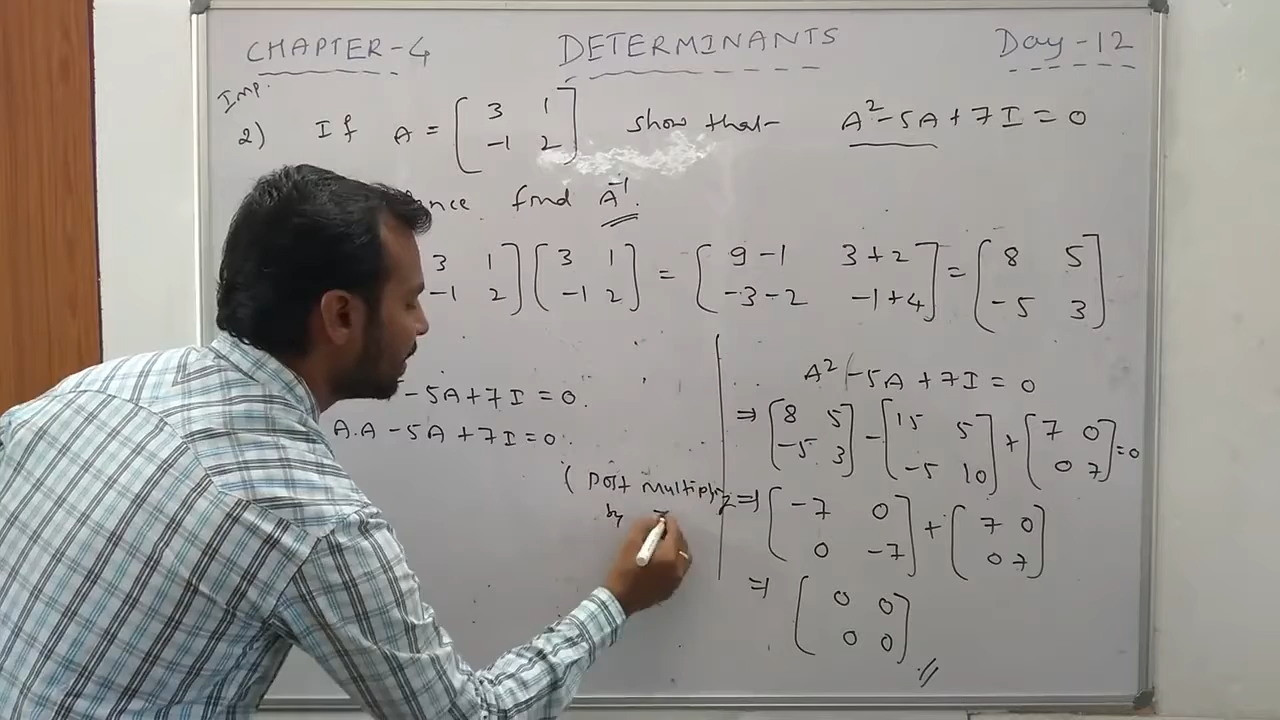 CHAPTER-4 DETERMINANTS Day-12
Imp.
2) If A = [3 1 show that A² - 5A + 7I = 0
-1 2]
ence find A⁻¹.
3 1] [3 1] = [9-1 3+2] = [8 5]
-1 2] [-1 2] [-3-2 -1+4] [-5 3]
- 5A + 7I = 0.
A.A - 5A + 7I = 0.
(Post multiply
by
A² - 5A + 7I = 0
⇒ [8 5] - [15 5] + [7 0] = 0
[-5 3] [-5 10] [0 7]
⇒ [-7 0] + [7 0]
[0 -7] [0 7]
⇒ [0 0]
[0 0] //